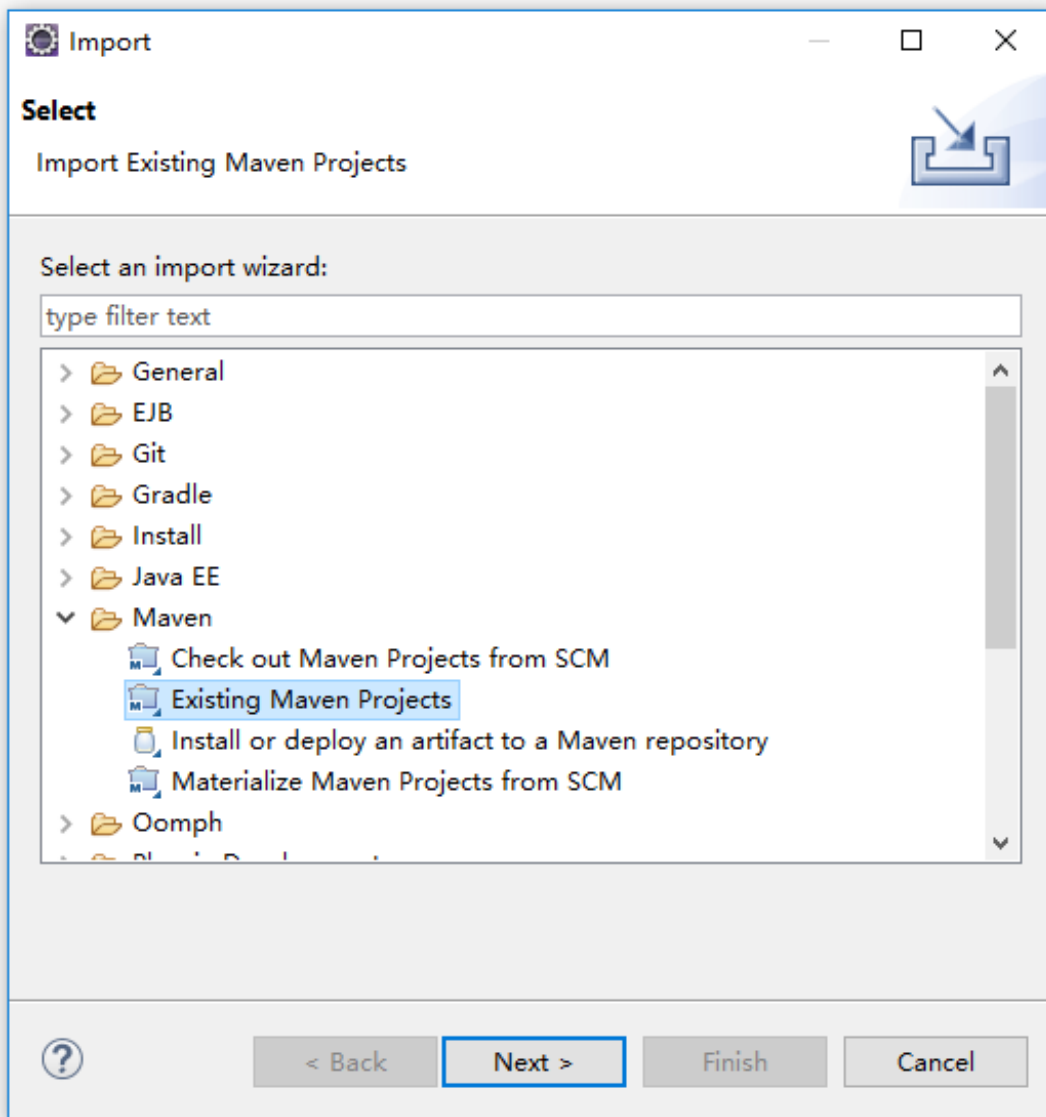 Import
Select
Import Existing Maven Projects
Select an import wizard:
type filter text
General
EJB
Git
Gradle
Install
Java EE
Maven
Check out Maven Projects from SCM
Existing Maven Projects
Install or deploy an artifact to a Maven repository
Materialize Maven Projects from SCM
Oomph
? < Back Next > Finish Cancel